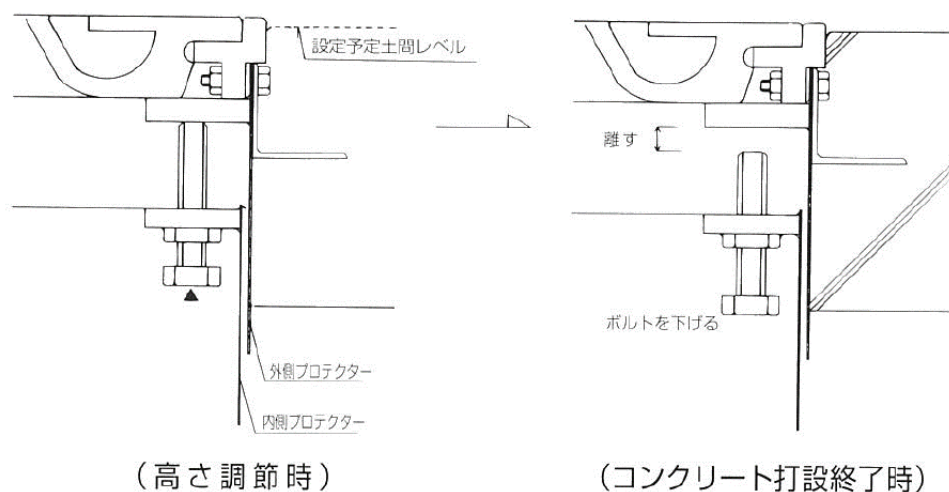 設定予定土間レベル
外側プロテクター
内側プロテクター
(高さ調節時)
離す
ボルトを下げる
(コンクリート打設終了時)